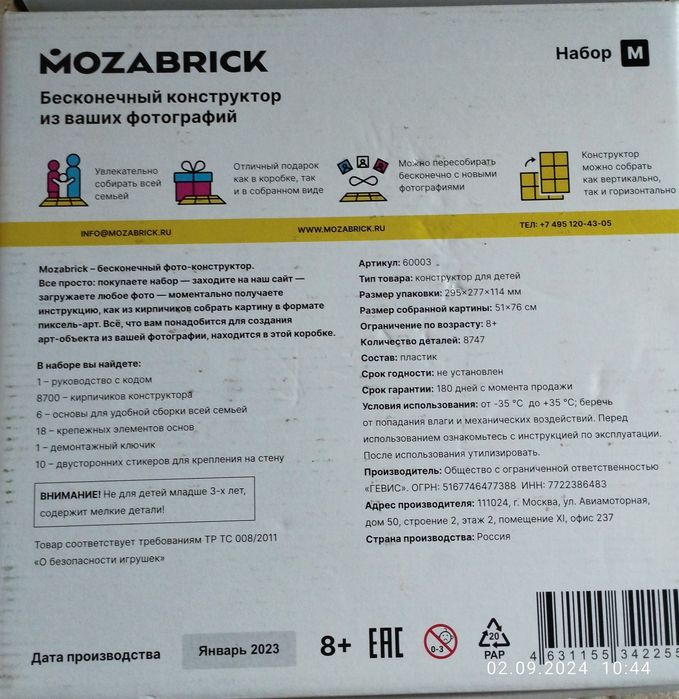 MOZABRICK
Набор M
Бесконечный конструктор
из ваших фотографий
Увлекательно
собирать всей
семьей
Отличный подарок
как в коробке, так
и в собранном виде
Можно пересобирать
бесконечно с новыми
фотографиями
Конструктор
можно собрать
как вертикально,
так и горизонтально
INFO@MOZABRICK.RU
WWW.MOZABRICK.RU
ТЕЛ: +7 495 120-43-05
Mozabrick – бесконечный фото-конструктор.
Все просто: покупаете набор — заходите на наш сайт —
загружаете любое фото — моментально получаете
инструкцию, как из кирпичиков собрать картину в формате
пиксель-арт. Всё, что вам понадобится для создания
арт-объекта из вашей фотографии, находится в этой коробке.
В наборе вы найдете:
1 – руководство с кодом
8700 – кирпичиков конструктора
6 – основы для удобной сборки всей семьей
18 – крепежных элементов основ
1 – демонтажный ключик
10 – двусторонних стикеров для крепления на стену
ВНИМАНИЕ! Не для детей младше 3-х лет,
содержит мелкие детали!
Товар соответствует требованиям ТР ТС 008/2011
«О безопасности игрушек»
Артикул: 60003
Тип товара: конструктор для детей
Размер упаковки: 295×277×114 мм
Размер собранной картины: 51×76 см
Ограничение по возрасту: 8+
Количество деталей: 8747
Состав: пластик
Срок годности: не установлен
Срок гарантии: 180 дней с момента продажи
Условия использования: от -35 °C до +35 °C; беречь
от попадания влаги и механических воздействий. Перед
использованием ознакомьтесь с инструкцией по эксплуатации.
После использования утилизировать.
Производитель: Общество с ограниченной ответственностью
«ГЕВИС». ОГРН: 5167746477388 ИНН: 7722386483
Адрес производителя: 111024, г. Москва, ул. Авиамоторная,
дом 50, строение 2, этаж 2, помещение XI, офис 237
Страна производства: Россия
Дата производства
Январь 2023
8+
EAC
0-3
20
PAP
4 631155 342255
02.09.2024 10:44